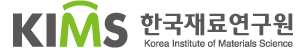 KIMS 한국재료연구원
Korea Institute of Materials Science